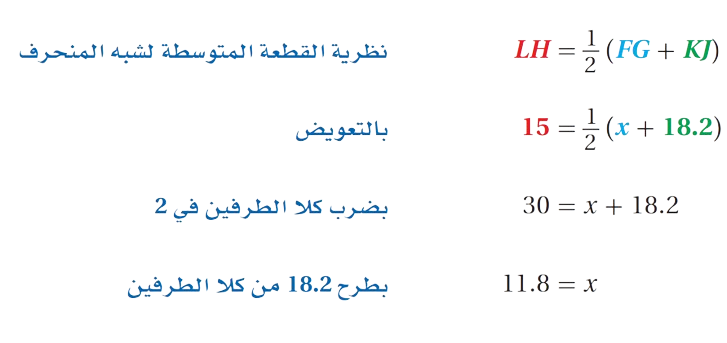 LH = 1/2 (FG + KJ) نظرية القطعة المتوسطة لشبه المنحرف
15 = 1/2 (x + 18.2) بالتعويض
30 = x + 18.2 بضرب كلا الطرفين في 2
11.8 = x بطرح 18.2 من كلا الطرفين